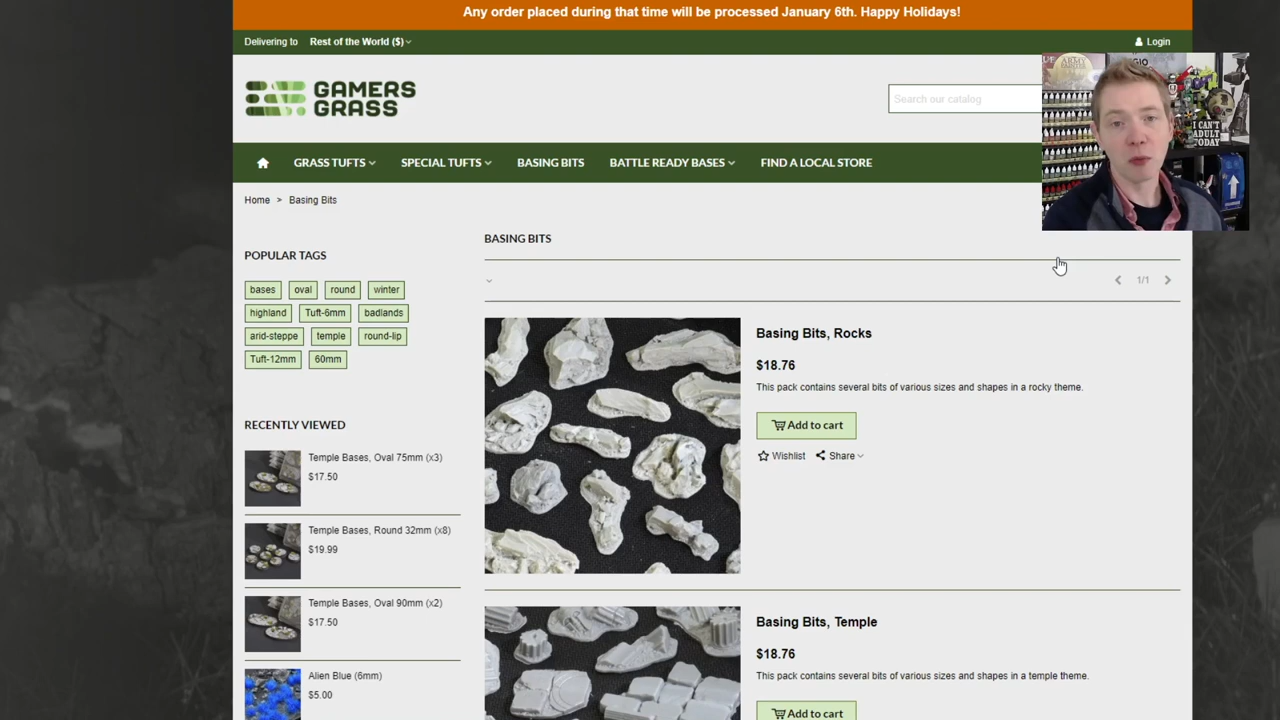 Any order placed during that time will be processed January 6th. Happy Holidays!
Delivering to Rest of the World ($)
Login
GAMERS
GRASS
Search our catalog
GRASS TUFTS SPECIAL TUFTS BASING BITS BATTLE READY BASES FIND A LOCAL STORE
Home > Basing Bits
ARMY
PAINTER
I CAN'T
ADULT
TODAY
BASING BITS
POPULAR TAGS
1/1
bases oval round winter
highland Tuft-6mm badlands
arid-steppe temple round-lip
Tuft-12mm 60mm
Basing Bits, Rocks
$18.76
This pack contains several bits of various sizes and shapes in a rocky theme.
Add to cart
Wishlist Share
RECENTLY VIEWED
Temple Bases, Oval 75mm (x3)
$17.50
Temple Bases, Round 32mm (x8)
$19.99
Temple Bases, Oval 90mm (x2)
$17.50
Alien Blue (6mm)
$5.00
Basing Bits, Temple
$18.76
This pack contains several bits of various sizes and shapes in a temple theme.
Add to cart